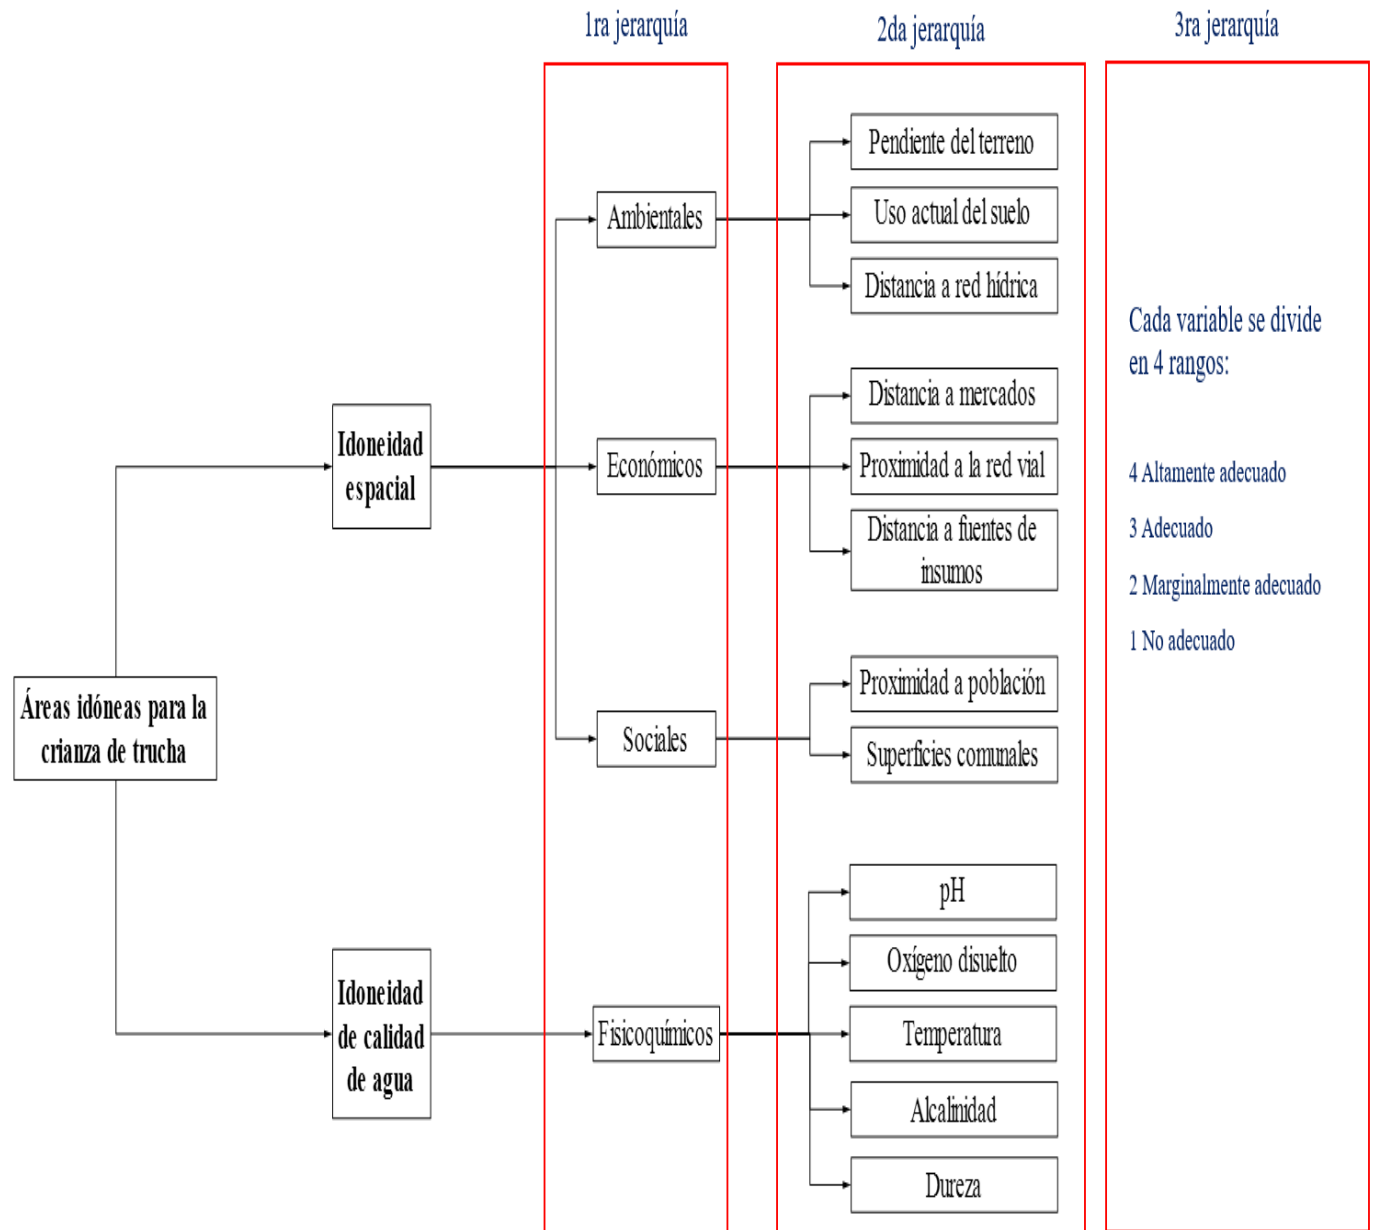 1ra jerarquía
2da jerarquía
3ra jerarquía
Áreas idóneas para la
crianza de trucha
Idoneidad
espacial
Idoneidad
de calidad
de agua
Ambientales
Económicos
Sociales
Fisicoquímicos
Pendiente del terreno
Uso actual del suelo
Distancia a red hídrica
Distancia a mercados
Proximidad a la red vial
Distancia a fuentes de
insumos
Proximidad a población
Superficies comunales
pH
Oxígeno disuelto
Temperatura
Alcalinidad
Dureza
Cada variable se divide
en 4 rangos:
4 Altamente adecuado
3 Adecuado
2 Marginalmente adecuado
1 No adecuado